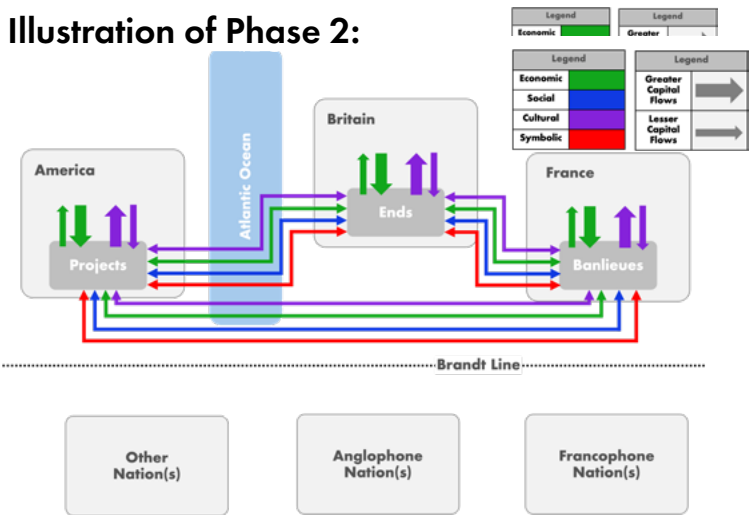 Illustration of Phase 2:
Legend
Economic
Legend
Greater
Legend
Economic
Social
Cultural
Symbolic
Legend
Greater
Capital
Flows
Lesser
Capital
Flows
Britain
America
France
Atlantic Ocean
Ends
Projects
Banlieues
Brandt Line
Other
Nation(s)
Anglophone
Nation(s)
Francophone
Nation(s)